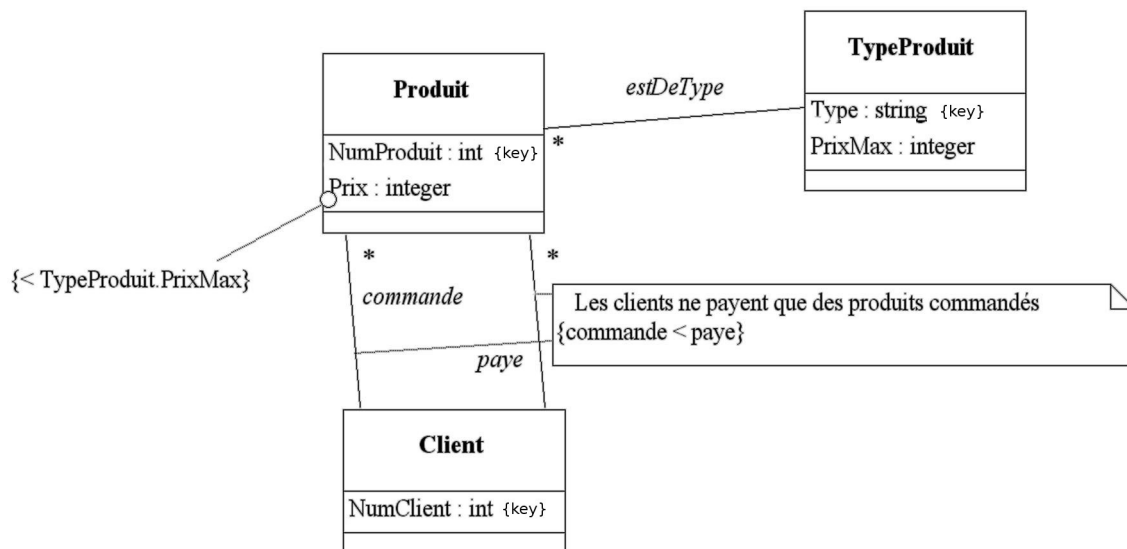 TypeProduit
Type : string {key}
PrixMax : integer
estDeType
*
Produit
NumProduit : int {key}
Prix : integer
{< TypeProduit.PrixMax}
*
*
commande
Les clients ne payent que des produits commandés
{commande < paye}
paye
Client
NumClient : int {key}